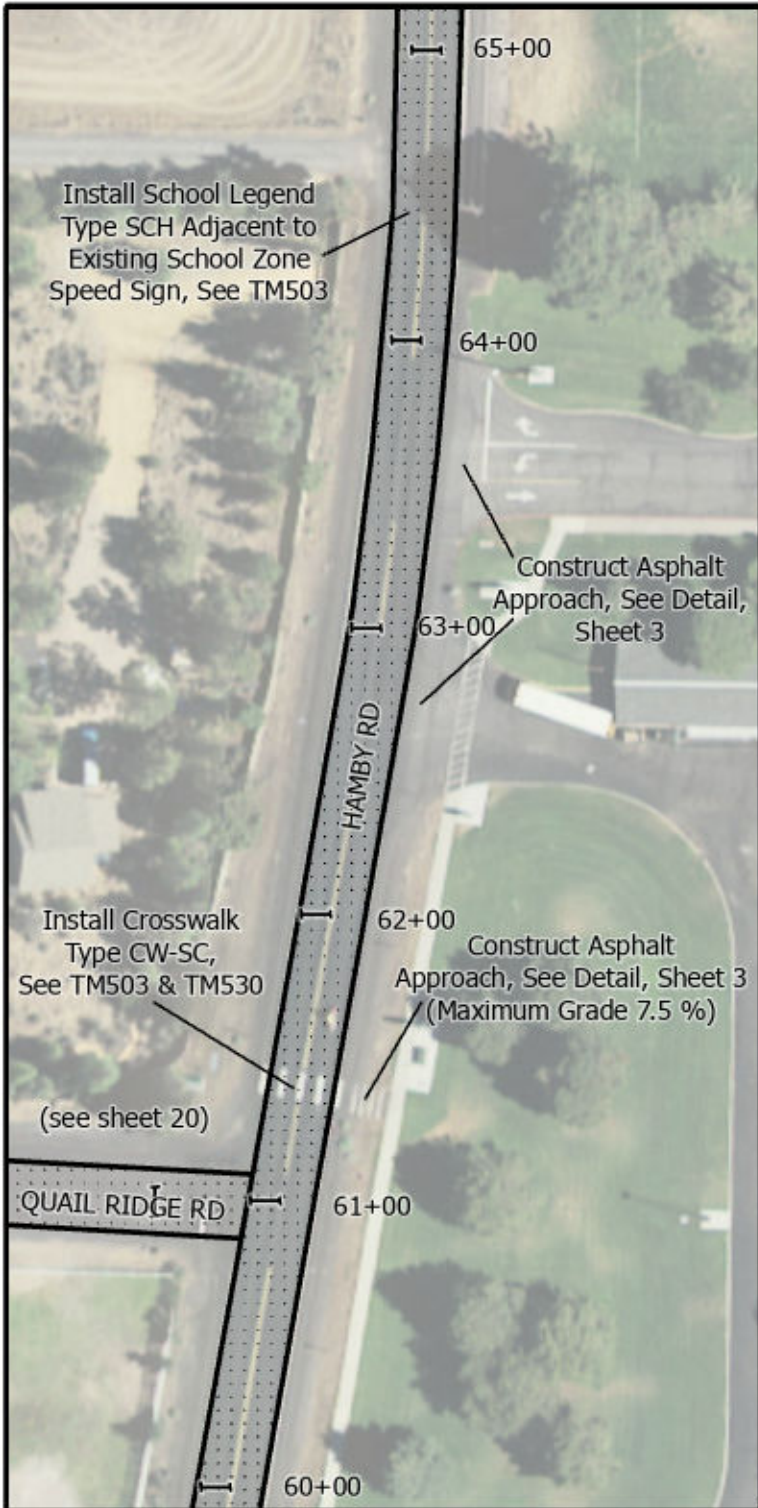 65+00
Install School Legend
Type SCH Adjacent to
Existing School Zone
Speed Sign, See TM503
64+00
Construct Asphalt
Approach, See Detail,
Sheet 3
63+00
HAMBY RD
62+00
Install Crosswalk
Type CW-SC,
See TM503 & TM530
Construct Asphalt
Approach, See Detail, Sheet 3
(Maximum Grade 7.5 %)
(see sheet 20)
QUAIL RIDGE RD
61+00
60+00